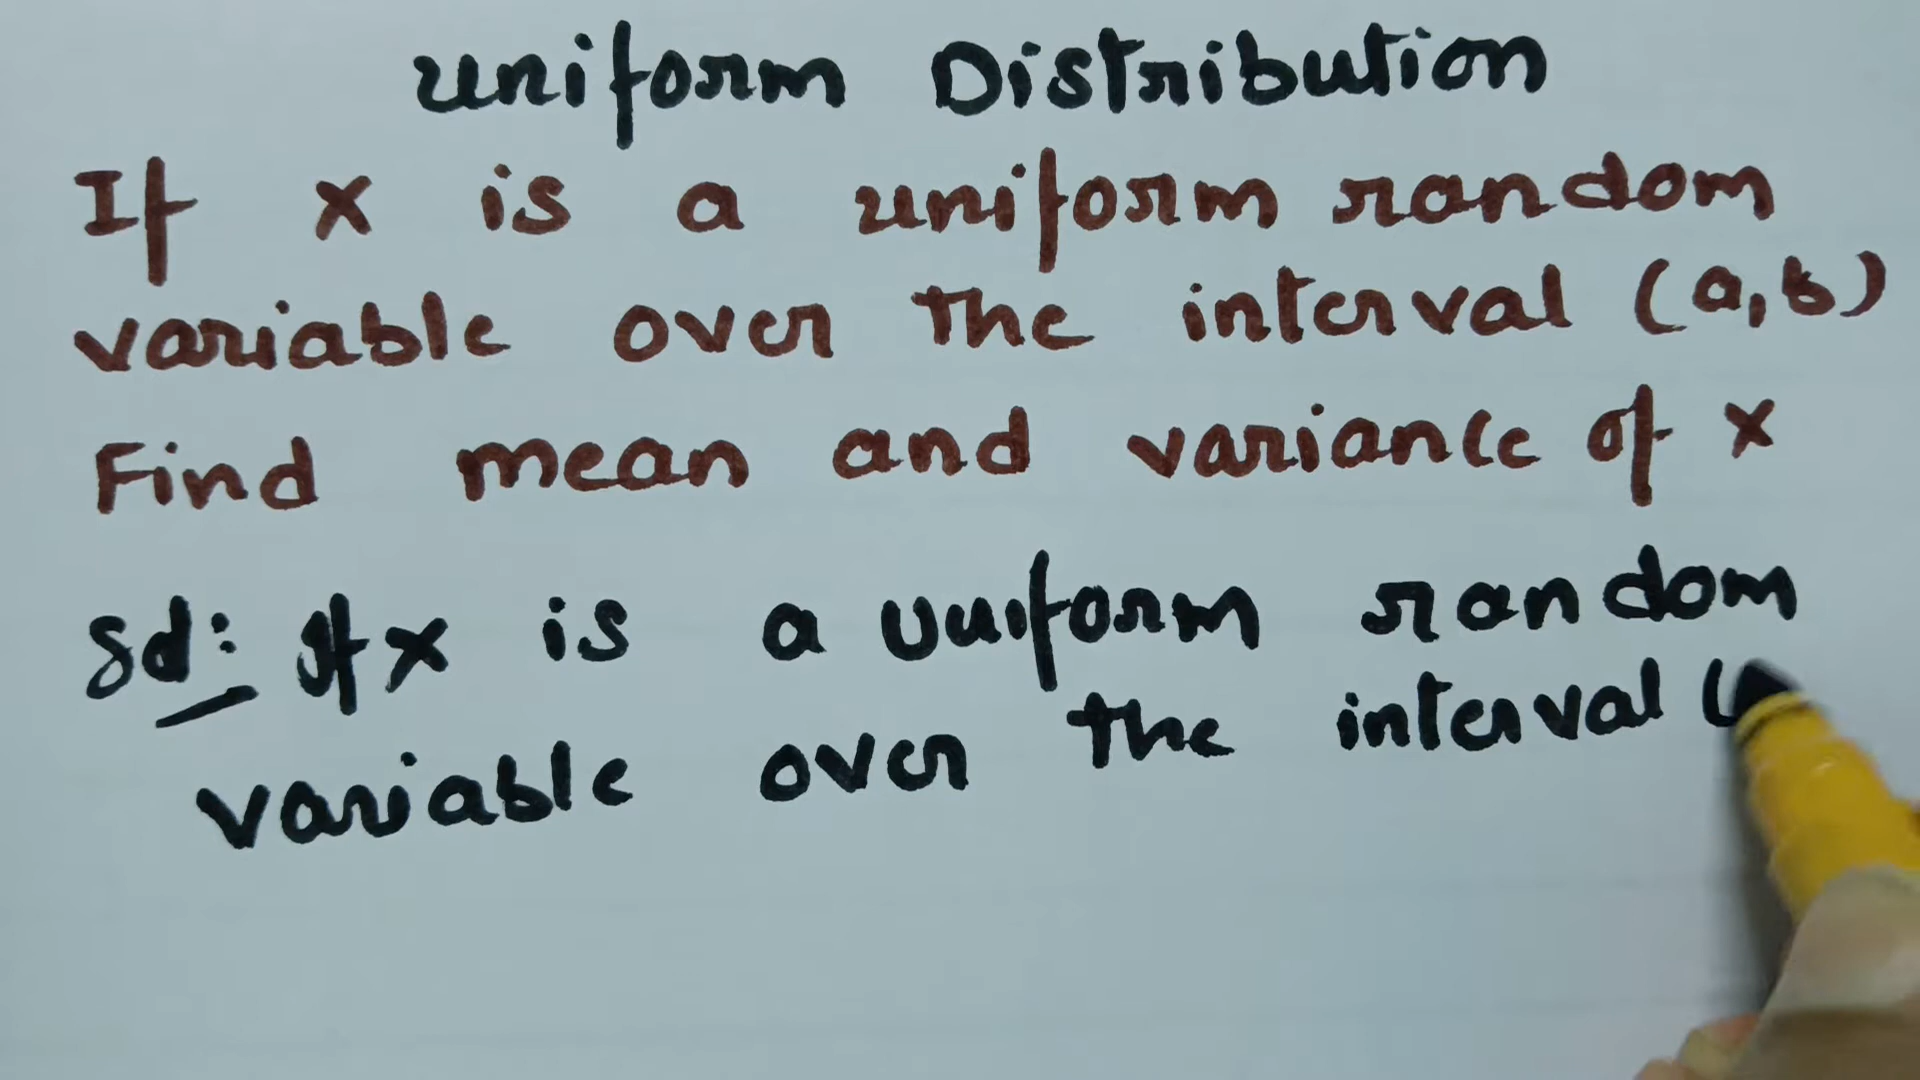 Uniform Distribution
If x is a uniform random
variable over the interval (a,b)
Find mean and variance of x
Sol: If x is a Uniform random
variable over the interval (